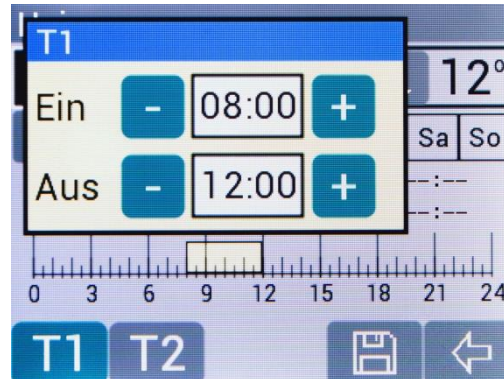 T1
Ein - 08:00 +
12°
Sa So
Aus - 12:00 +
--:--
--:--
0 3 6 9 12 15 18 21 24
T1 T2